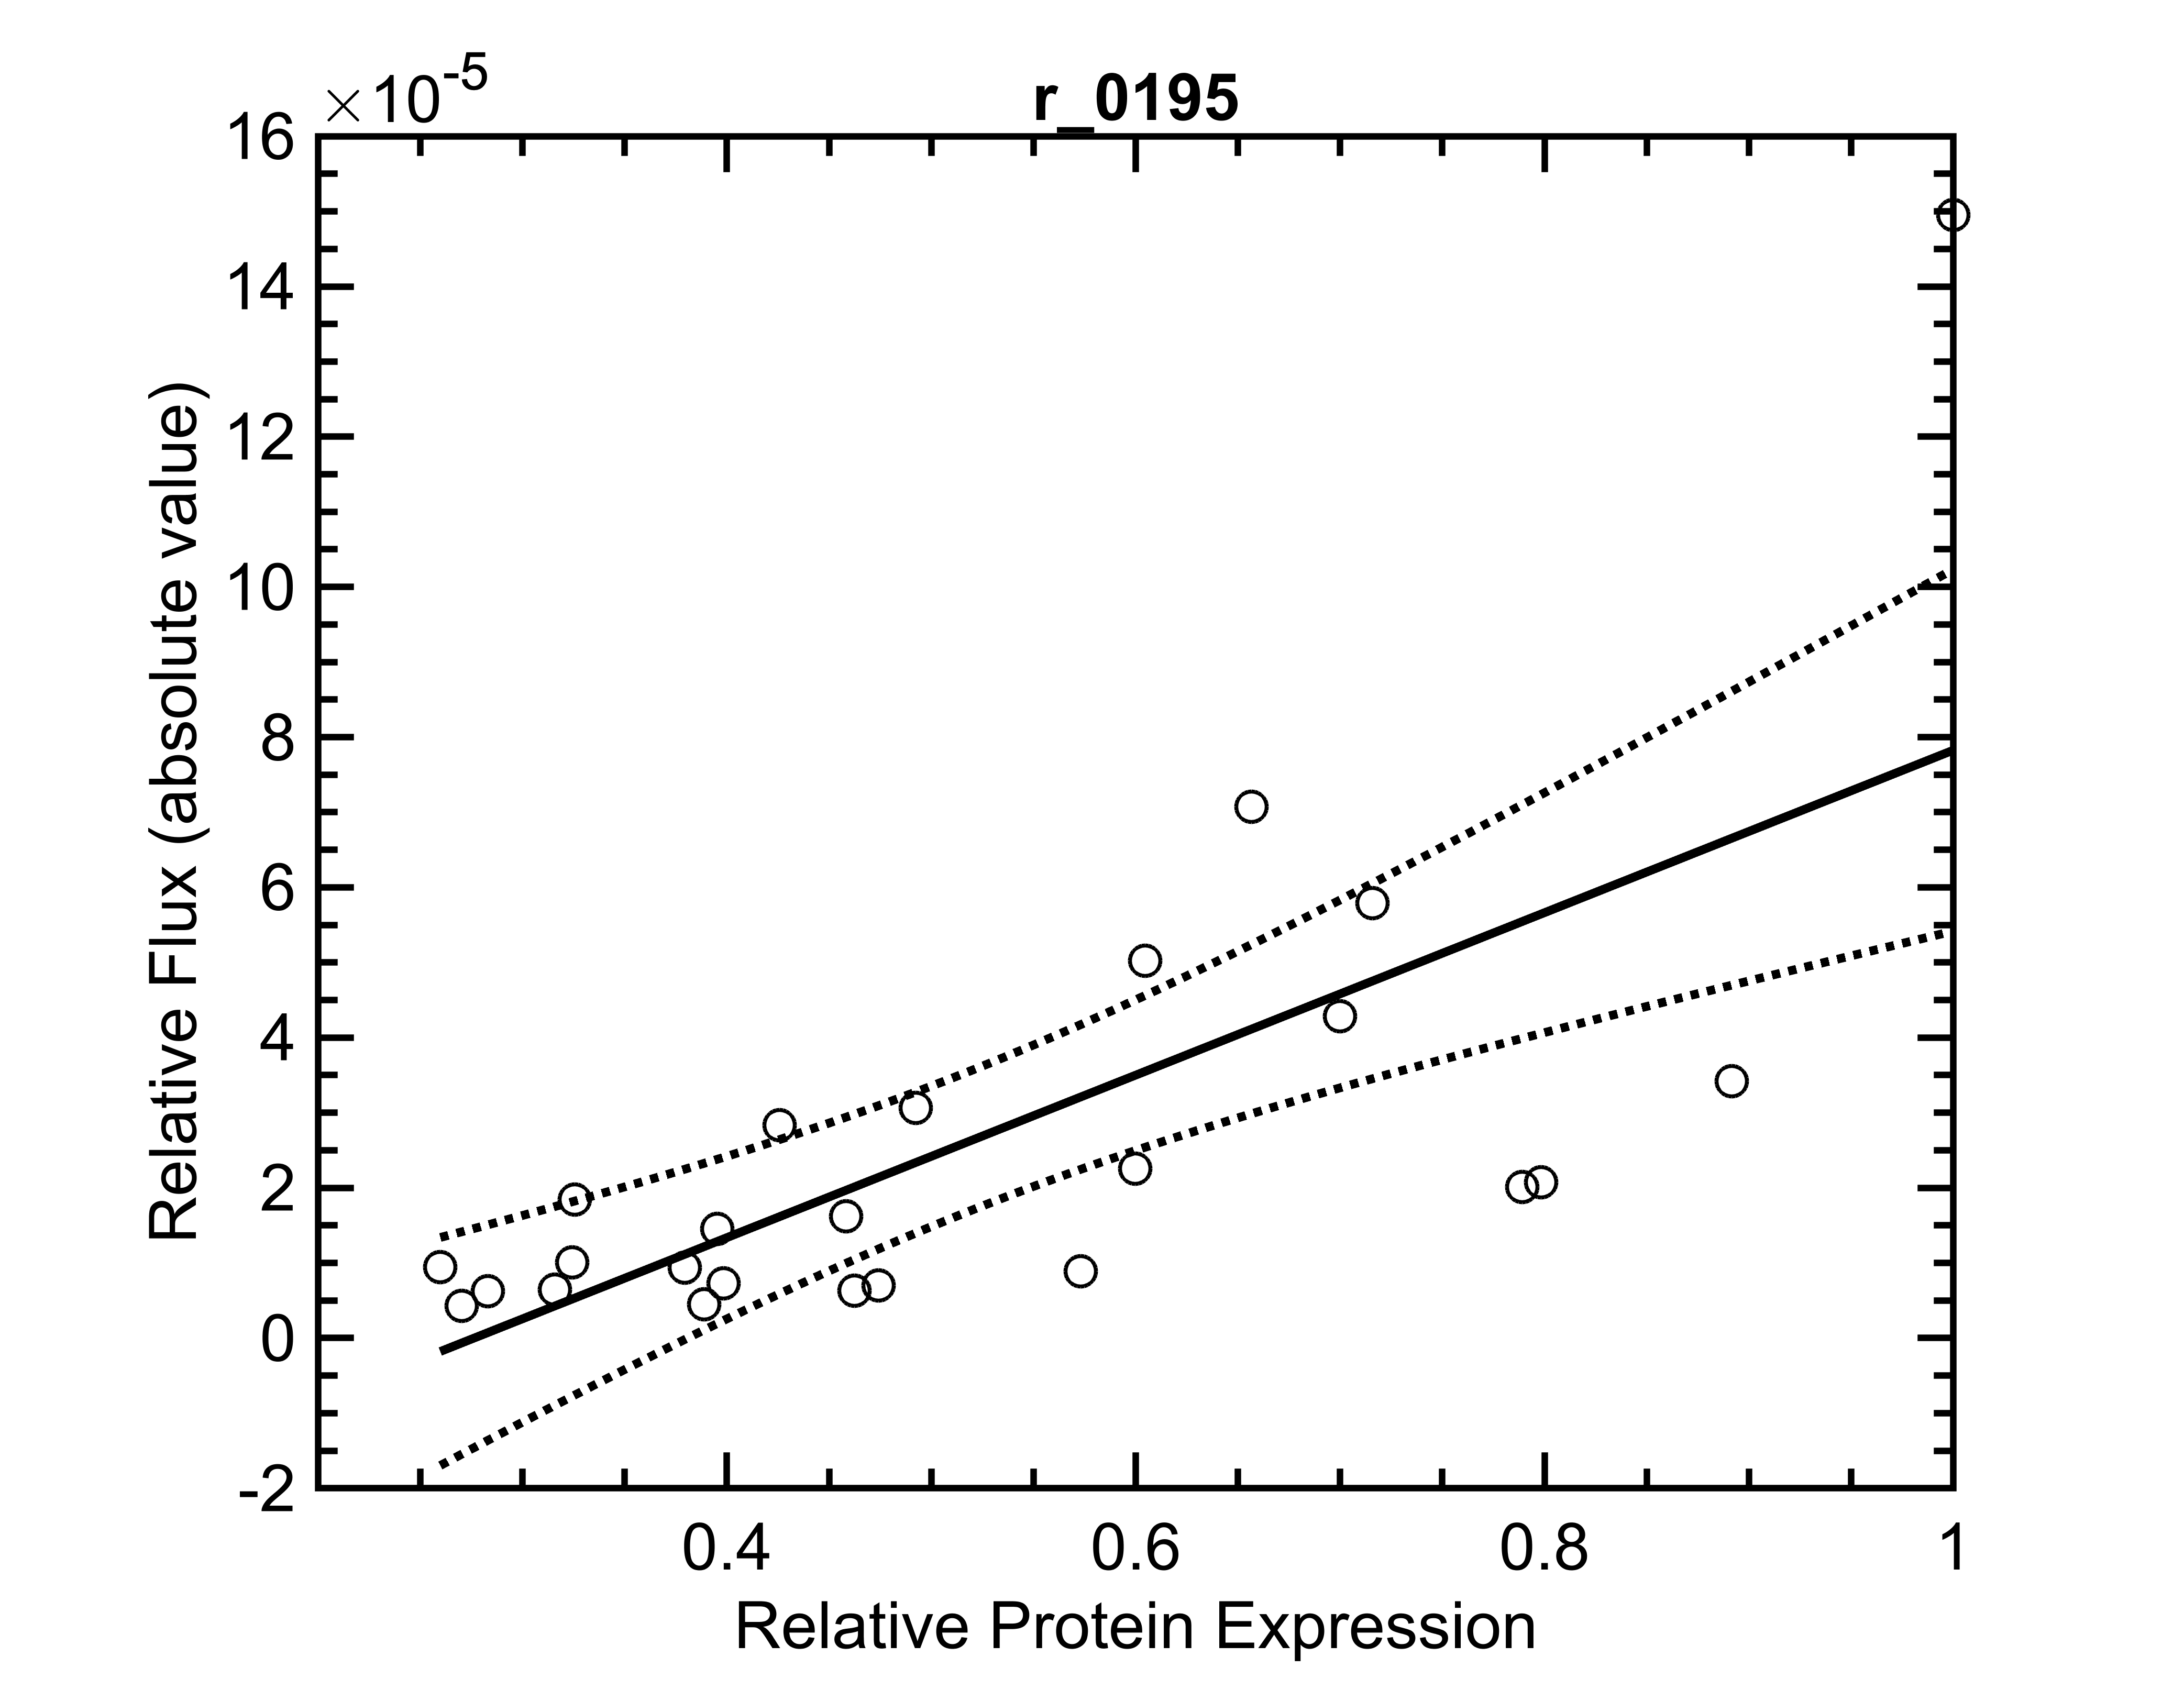 ×10-5
r_0195
16
14
12
10
8
6
4
2
0
-2
Relative Flux (absolute value)
0.4 0.6 0.8 1
Relative Protein Expression